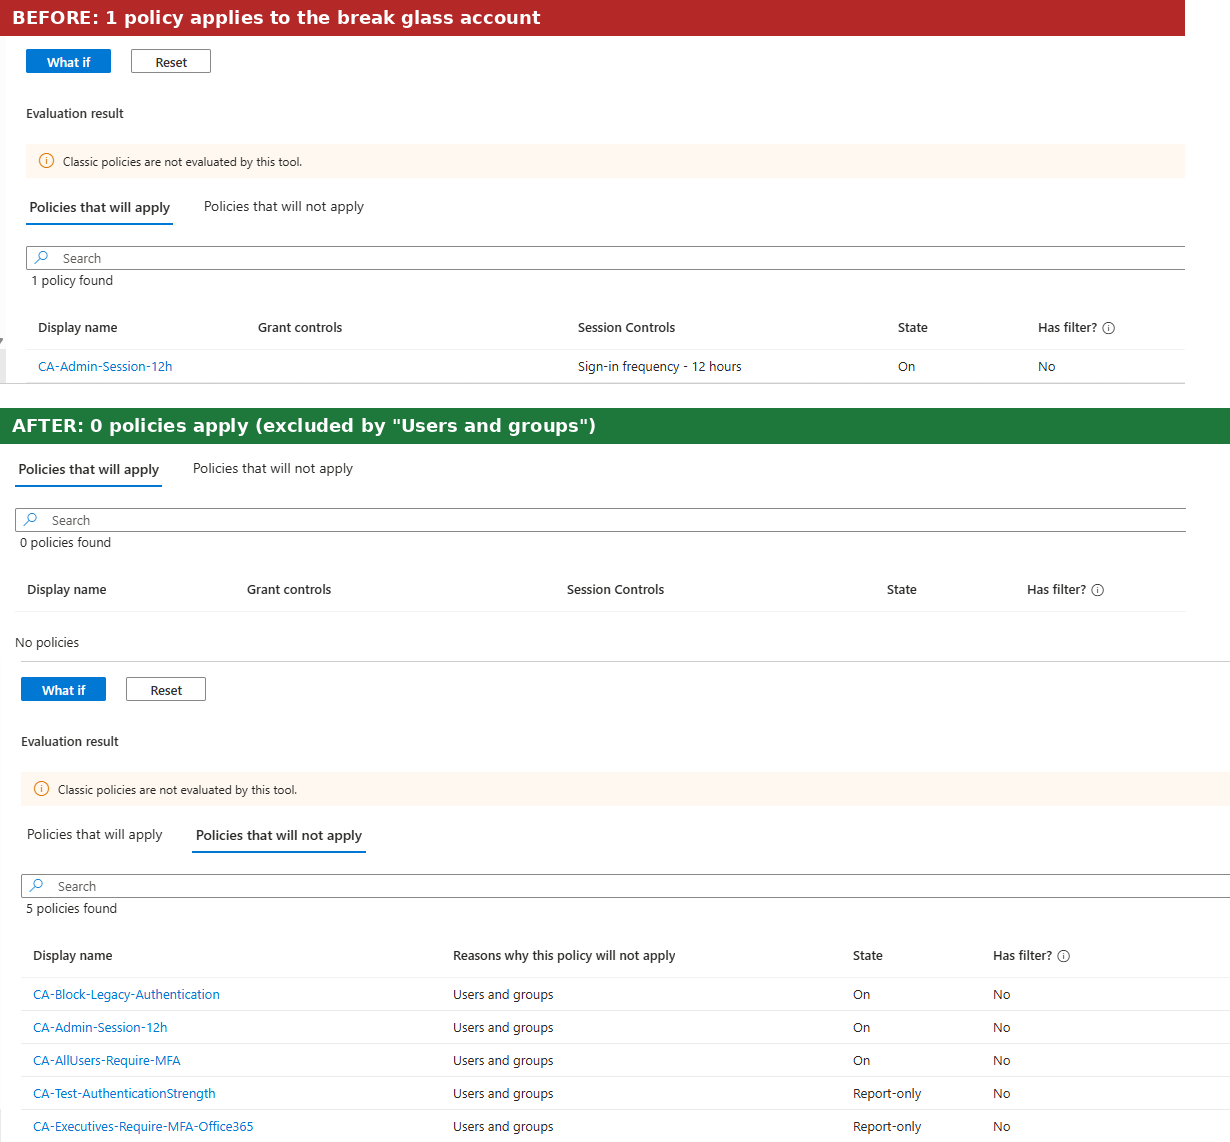 BEFORE: 1 policy applies to the break glass account
What if Reset
Evaluation result
Classic policies are not evaluated by this tool.
Policies that will apply Policies that will not apply
Search
1 policy found
Display name Grant controls Session Controls State Has filter?
CA-Admin-Session-12h Sign-in frequency - 12 hours On No
AFTER: 0 policies apply (excluded by "Users and groups")
Policies that will apply Policies that will not apply
Search
0 policies found
Display name Grant controls Session Controls State Has filter?
No policies
What if Reset
Evaluation result
Classic policies are not evaluated by this tool.
Policies that will apply Policies that will not apply
Search
5 policies found
Display name Reasons why this policy will not apply State Has filter?
CA-Block-Legacy-Authentication Users and groups On No
CA-Admin-Session-12h Users and groups On No
CA-AllUsers-Require-MFA Users and groups On No
CA-Test-AuthenticationStrength Users and groups Report-only No
CA-Executives-Require-MFA-Office365 Users and groups Report-only No